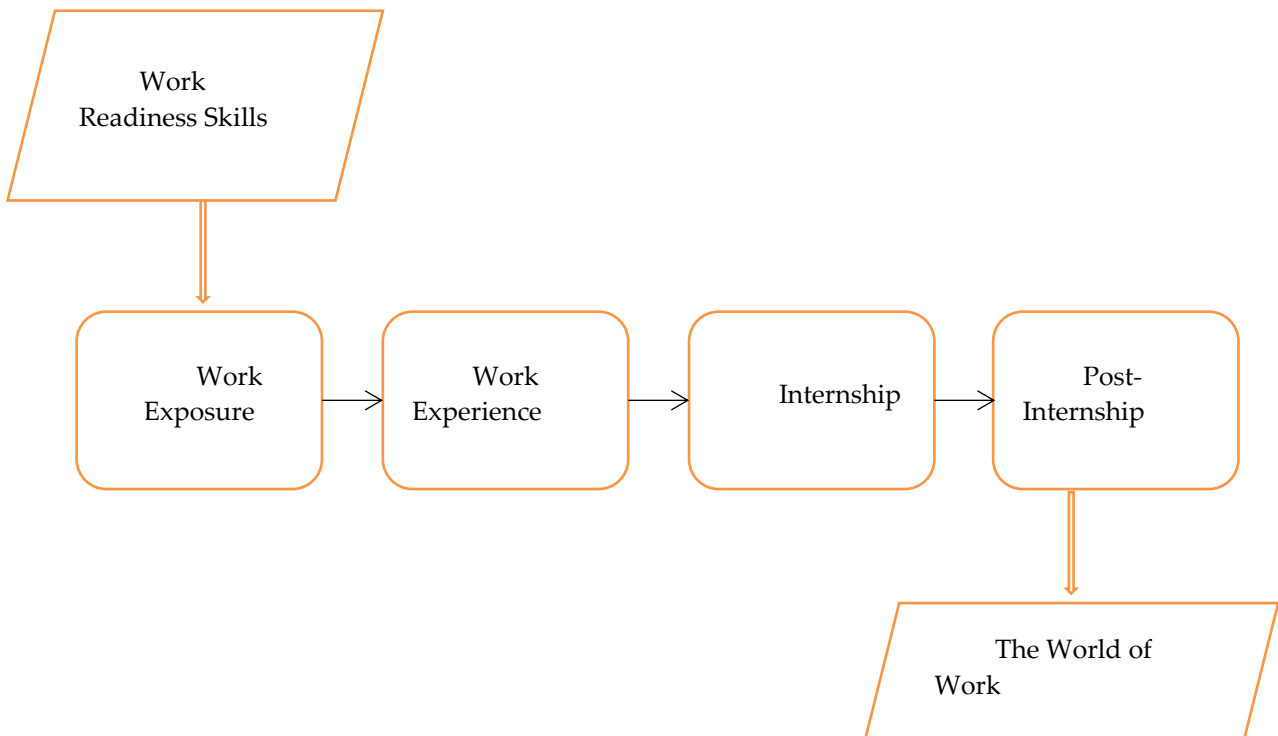 Work
Readiness Skills
Work
Exposure
Work
Experience
Internship
Post-
Internship
The World of
Work